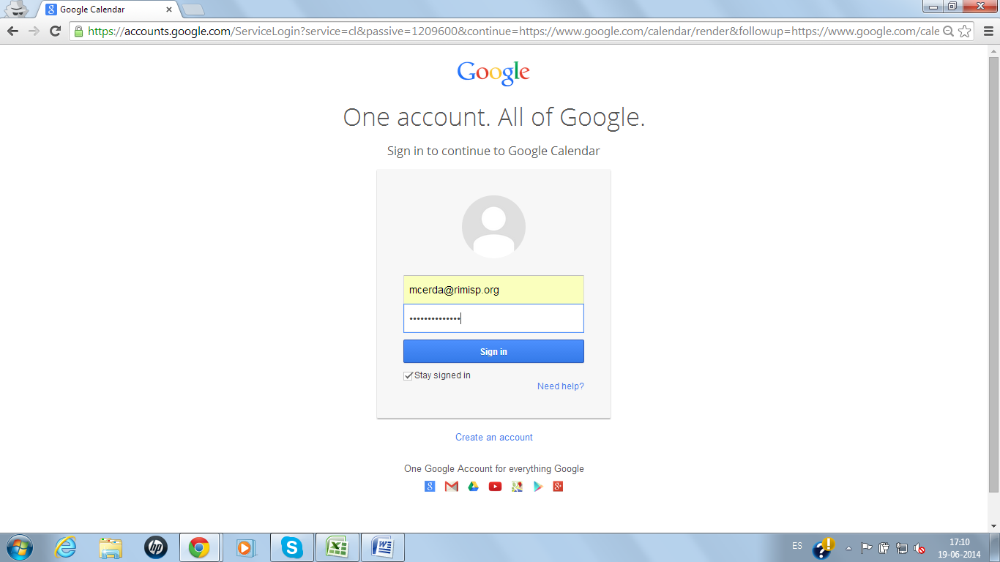 Google Calendar
https://accounts.google.com/ServiceLogin?service=cl&passive=1209600&continue=https://www.google.com/calendar/render&followup=https://www.google.com/cale
Google
One account. All of Google.
Sign in to continue to Google Calendar
mcerda@rimisp.org
••••••••••••••
Sign in
Stay signed in
Need help?
Create an account
One Google Account for everything Google
ES
17:10
19-06-2014